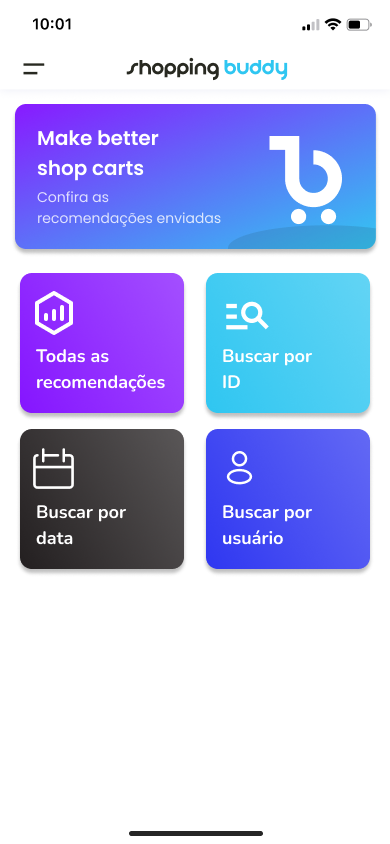 10:01
shopping buddy
Make better
shop carts
Confira as
recomendações enviadas
Todas as
recomendações
Buscar por
ID
Buscar por
data
Buscar por
usuário